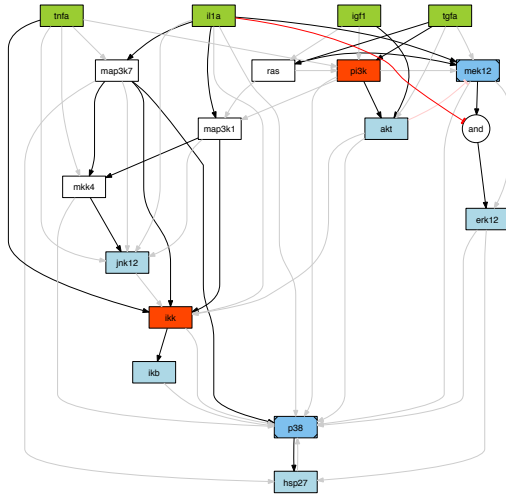 tnfa il1a igf1 tgfa
map3k7 ras pi3k mek12
map3k1 akt and
mkk4
erk12
jnk12
ikk
ikb
p38
hsp27